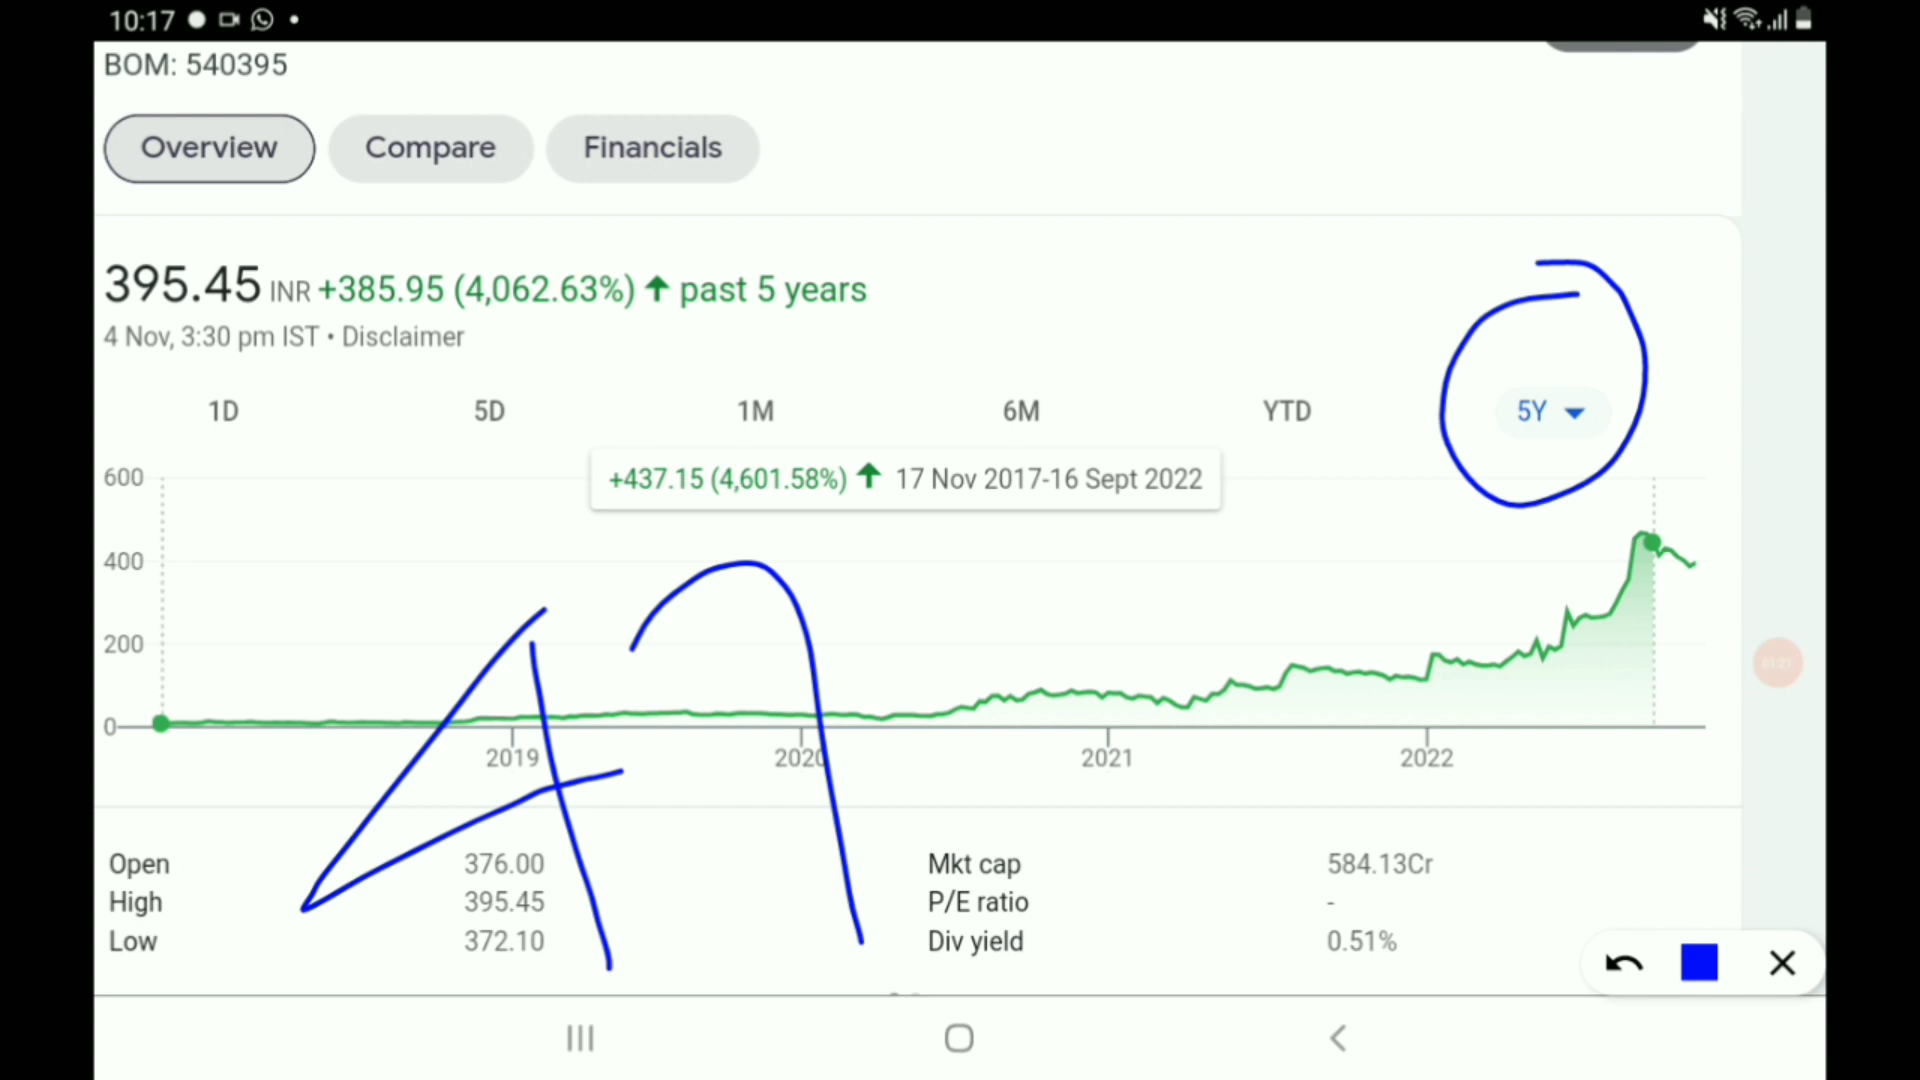 10:17
BOM: 540395
Overview Compare Financials
395.45 INR +385.95 (4,062.63%) ↑ past 5 years
4 Nov, 3:30 pm IST • Disclaimer
1D 5D 1M 6M YTD 5Y
+437.15 (4,601.58%) ↑ 17 Nov 2017-16 Sept 2022
600
400
200
0
2019 2020 2021 2022
47
01:21
Open 376.00 Mkt cap 584.13Cr
High 395.45 P/E ratio -
Low 372.10 Div yield 0.51%